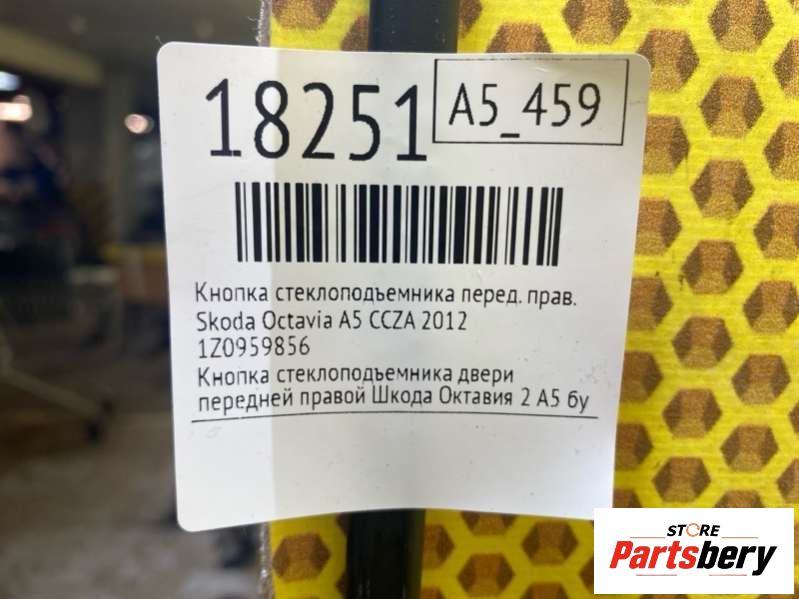 18251
A5_459
Кнопка стеклоподъемника перед. прав.
Skoda Octavia A5 CCZA 2012
1Z0959856
Кнопка стеклоподъемника двери
передней правой Шкода Октавия 2 А5 бу
STORE
Partsbery